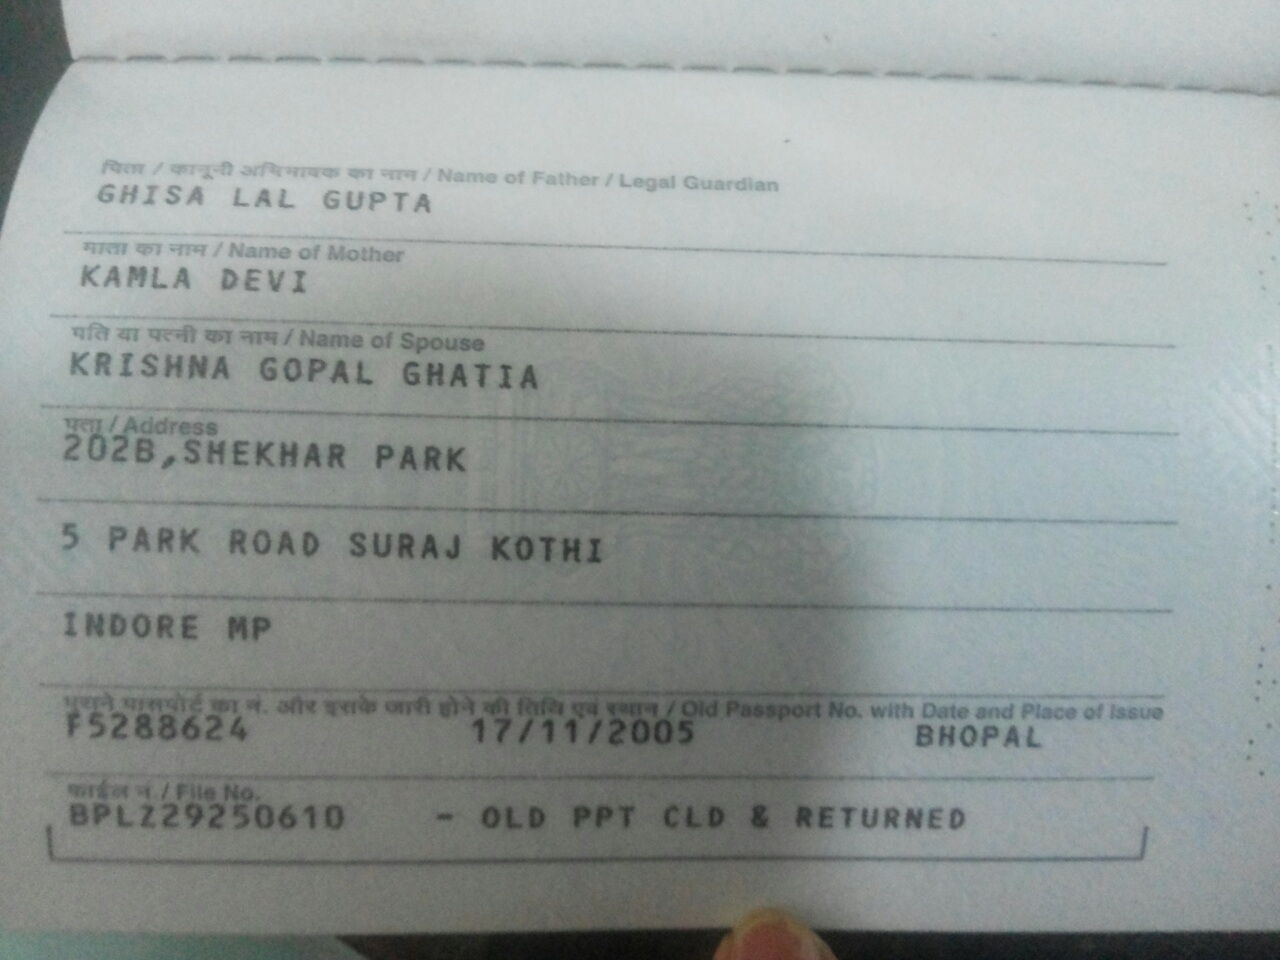 पिता / कानूनी अभिभावक का नाम / Name of Father / Legal Guardian
GHISA LAL GUPTA
माता का नाम / Name of Mother
KAMLA DEVI
पति या पत्नी का नाम / Name of Spouse
KRISHNA GOPAL GHATIA
पता / Address
202B,SHEKHAR PARK
5 PARK ROAD SURAJ KOTHI
INDORE MP
पुराने पासपोर्ट का नं. और इसके जारी होने की तिथि एवं स्थान / Old Passport No. with Date and Place of Issue
F5288624 17/11/2005 BHOPAL
फाईल नं. / File No.
BPLZ29250610 - OLD PPT CLD & RETURNED